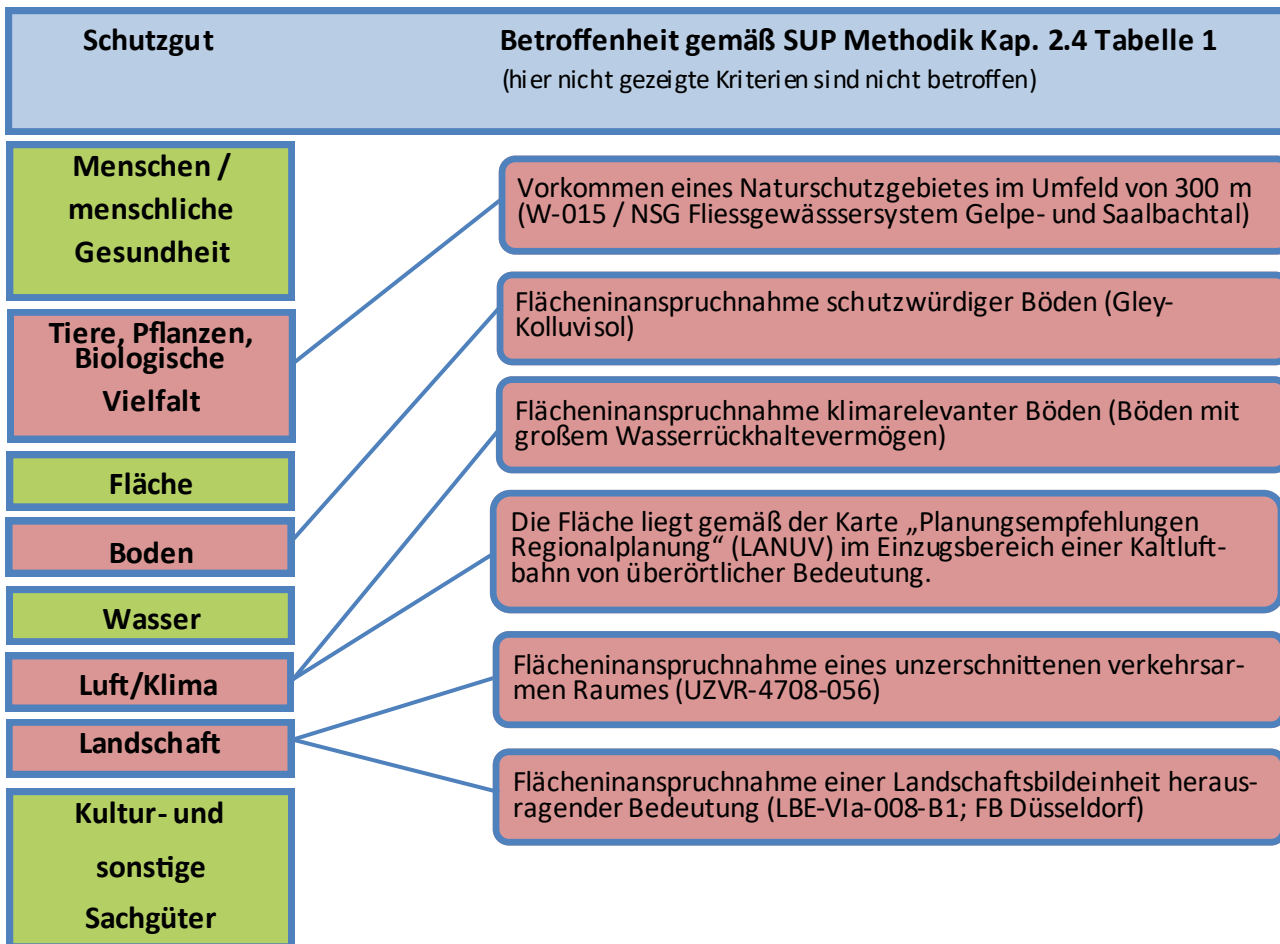 Schutzgut
Betroffenheit gemäß SUP Methodik Kap. 2.4 Tabelle 1
(hier nicht gezeigte Kriterien sind nicht betroffen)
Menschen /
menschliche
Gesundheit
Tiere, Pflanzen,
Biologische
Vielfalt
Fläche
Boden
Wasser
Luft/Klima
Landschaft
Kultur- und
sonstige
Sachgüter
Vorkommen eines Naturschutzgebietes im Umfeld von 300 m
(W-015 / NSG Fliessgewässsersystem Gelpe- und Saalbachtal)
Flächeninanspruchnahme schutzwürdiger Böden (Gley-
Kolluvisol)
Flächeninanspruchnahme klimarelevanter Böden (Böden mit
großem Wasserrückhaltevermögen)
Die Fläche liegt gemäß der Karte „Planungsempfehlungen
Regionalplanung“ (LANUV) im Einzugsbereich einer Kaltluft-
bahn von überörtlicher Bedeutung.
Flächeninanspruchnahme eines unzerschnittenen verkehrsar-
men Raumes (UZVR-4708-056)
Flächeninanspruchnahme einer Landschaftsbildeinheit heraus-
ragender Bedeutung (LBE-VIa-008-B1; FB Düsseldorf)